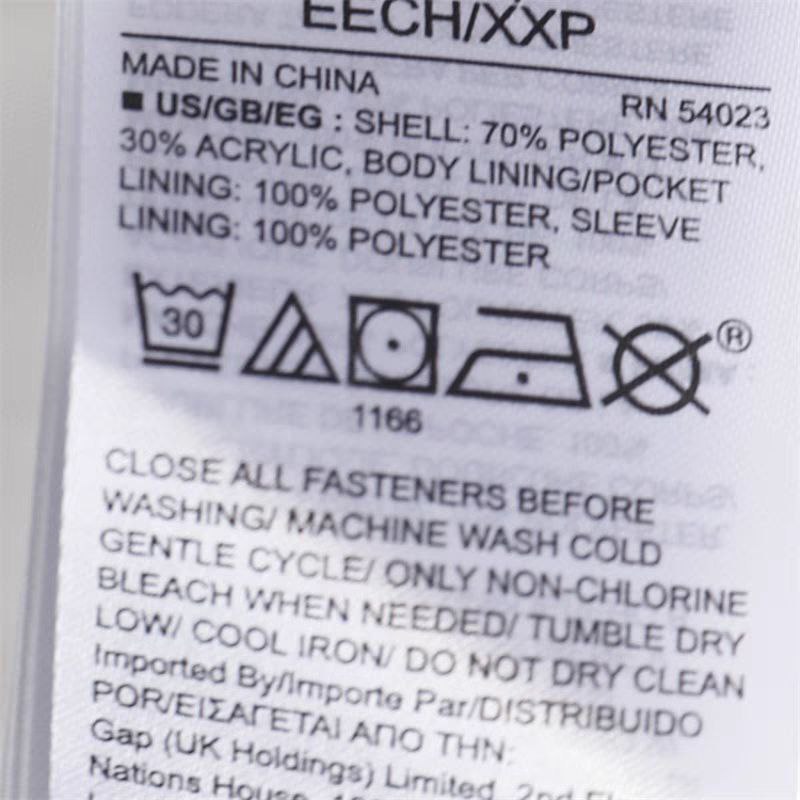 EECH/XXP
MADE IN CHINA
RN 54023
■ US/GB/EG : SHELL: 70% POLYESTER,
30% ACRYLIC, BODY LINING/POCKET
LINING: 100% POLYESTER, SLEEVE
LINING: 100% POLYESTER
30
®
1166
CLOSE ALL FASTENERS BEFORE
WASHING/ MACHINE WASH COLD
GENTLE CYCLE/ ONLY NON-CHLORINE
BLEACH WHEN NEEDED/ TUMBLE DRY
LOW/ COOL IRON/ DO NOT DRY CLEAN
Imported By/Importe Par/DISTRIBUIDO
POR/ΕΙΣΑΓΕΤΑΙ ΑΠΟ ΤΗΝ:
Gap (UK Holdings) Limited, 2nd
Nations House,